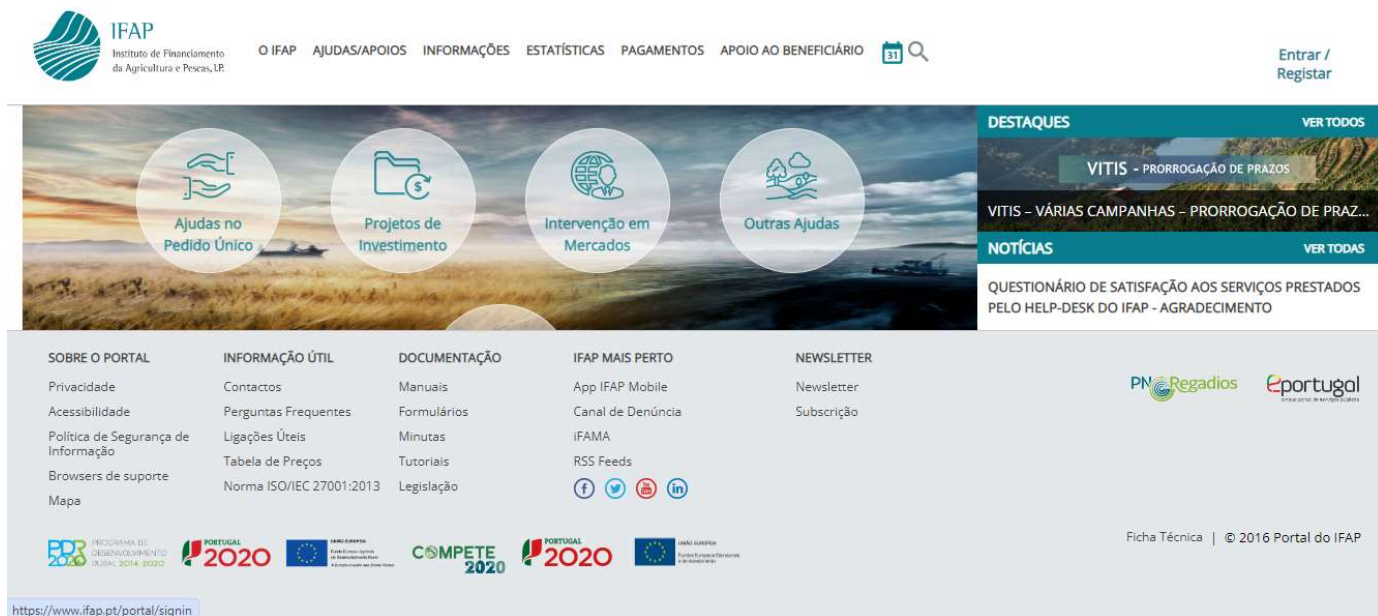 IFAP
Instituto de Financiamento
da Agricultura e Pescas, I.P.
O IFAP AJUDAS/APOIOS INFORMAÇÕES ESTATÍSTICAS PAGAMENTOS APOIO AO BENEFICIÁRIO 31
Entrar /
Registar
Ajudas no
Pedido Único
Projetos de
Investimento
Intervenção em
Mercados
Outras Ajudas
DESTAQUES VER TODOS
VITIS - PRORROGAÇÃO DE PRAZOS
VITIS – VÁRIAS CAMPANHAS – PRORROGAÇÃO DE PRAZ...
NOTÍCIAS VER TODAS
QUESTIONÁRIO DE SATISFAÇÃO AOS SERVIÇOS PRESTADOS
PELO HELP-DESK DO IFAP - AGRADECIMENTO
SOBRE O PORTAL
Privacidade
Acessibilidade
Política de Segurança de
Informação
Browsers de suporte
Mapa
INFORMAÇÃO ÚTIL
Contactos
Perguntas Frequentes
Ligações Úteis
Tabela de Preços
Norma ISO/IEC 27001:2013
DOCUMENTAÇÃO
Manuais
Formulários
Minutas
Tutoriais
Legislação
IFAP MAIS PERTO
App IFAP Mobile
Canal de Denúncia
iFAMA
RSS Feeds
NEWSLETTER
Newsletter
Subscrição
PN Regadios
eportugal
PDR
2020
PROGRAMA DE
DESENVOLVIMENTO
RURAL 2014·2020
PORTUGAL
2020
UNIÃO EUROPEIA
COMPETE
2020
PORTUGAL
2020
UNIÃO EUROPEIA
Ficha Técnica | © 2016 Portal do IFAP
https://www.ifap.pt/portal/signin